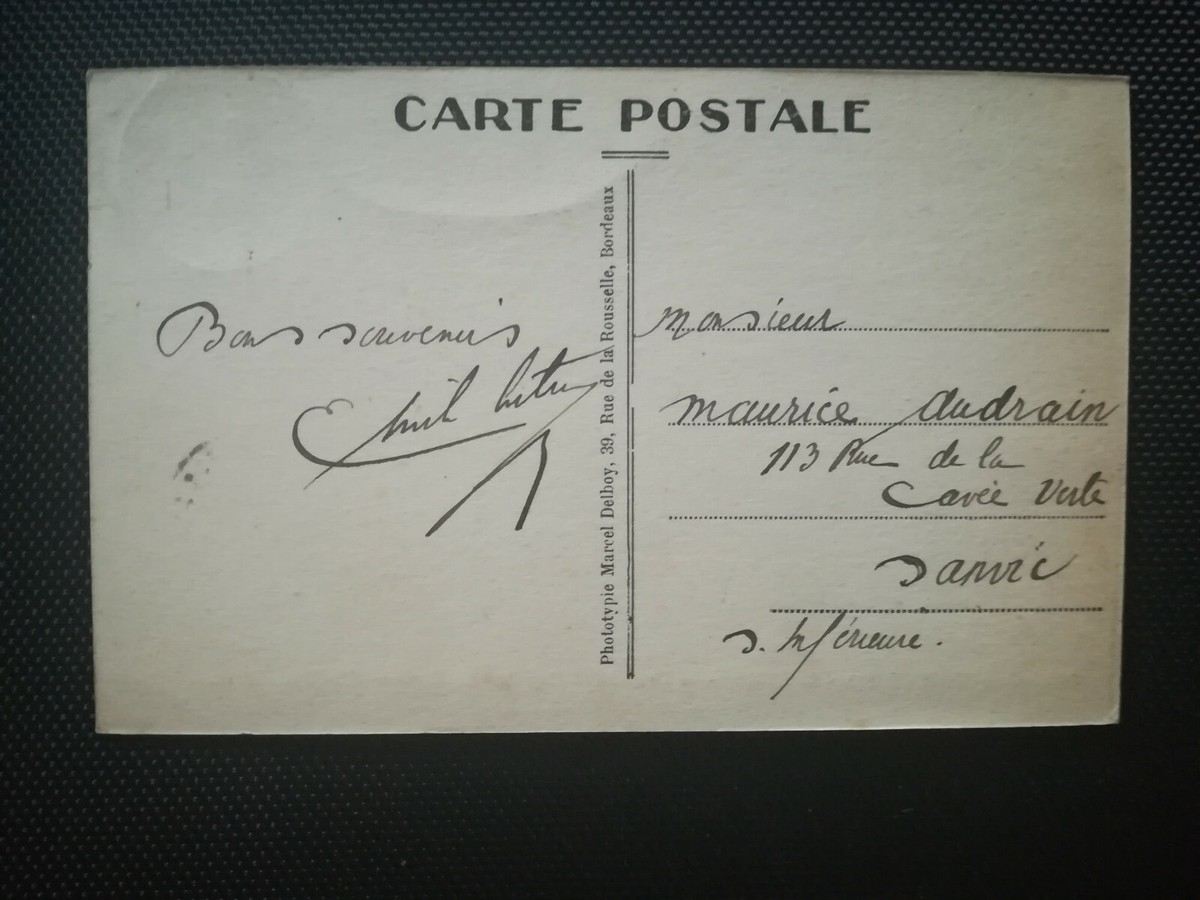 CARTE POSTALE
Bons souvenirs
Phototypie Marcel Delboy, 39, Rue de la Rousselle, Bordeaux
Monsieur
Maurice Audrain
113 Rue de la
Cavée Verte
Sanvic
S. Inférieure.